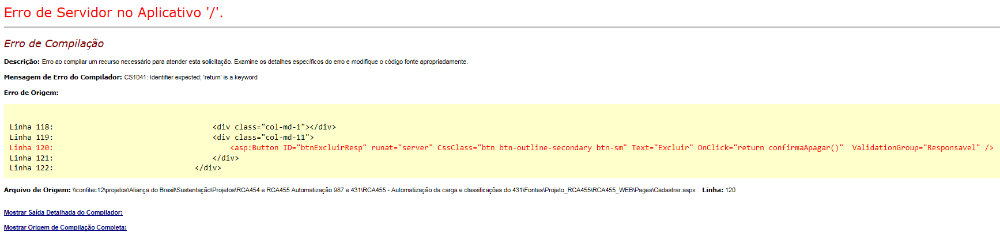 Erro de Servidor no Aplicativo '/'.
Erro de Compilação
Descrição: Erro ao compilar um recurso necessário para atender esta solicitação. Examine os detalhes específicos do erro e modifique o código fonte apropriadamente.
Mensagem de Erro do Compilador: CS1041: Identifier expected; 'return' is a keyword
Erro de Origem:
Linha 118: <div class="col-md-1"></div>
Linha 119: <div class="col-md-11">
Linha 120: <asp:Button ID="btnExcluirResp" runat="server" CssClass="btn btn-outline-secondary btn-sm" Text="Excluir" OnClick="return confirmaApagar()"  ValidationGroup="Responsavel" />
Linha 121: </div>
Linha 122: </div>
Arquivo de Origem: \\confitec12\projetos\Aliança do Brasil\Sustentação\Projetos\RCA454 e RCA455 Automatização 987 e 431\RCA455 - Automatização da carga e classificações do 431\Fontes\Projeto_RCA455\RCA455_WEB\Pages\Cadastrar.aspx Linha: 120
Mostrar Saída Detalhada do Compilador:
Mostrar Origem de Compilação Completa: